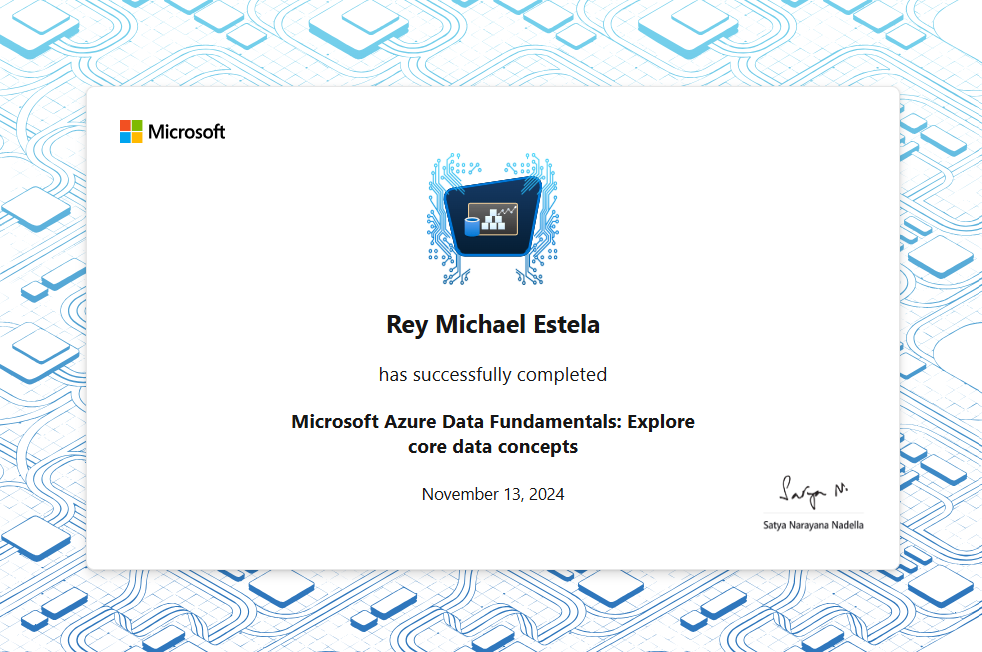 Microsoft
Rey Michael Estela
has successfully completed
Microsoft Azure Data Fundamentals: Explore
core data concepts
November 13, 2024
Satya N.
Satya Narayana Nadella